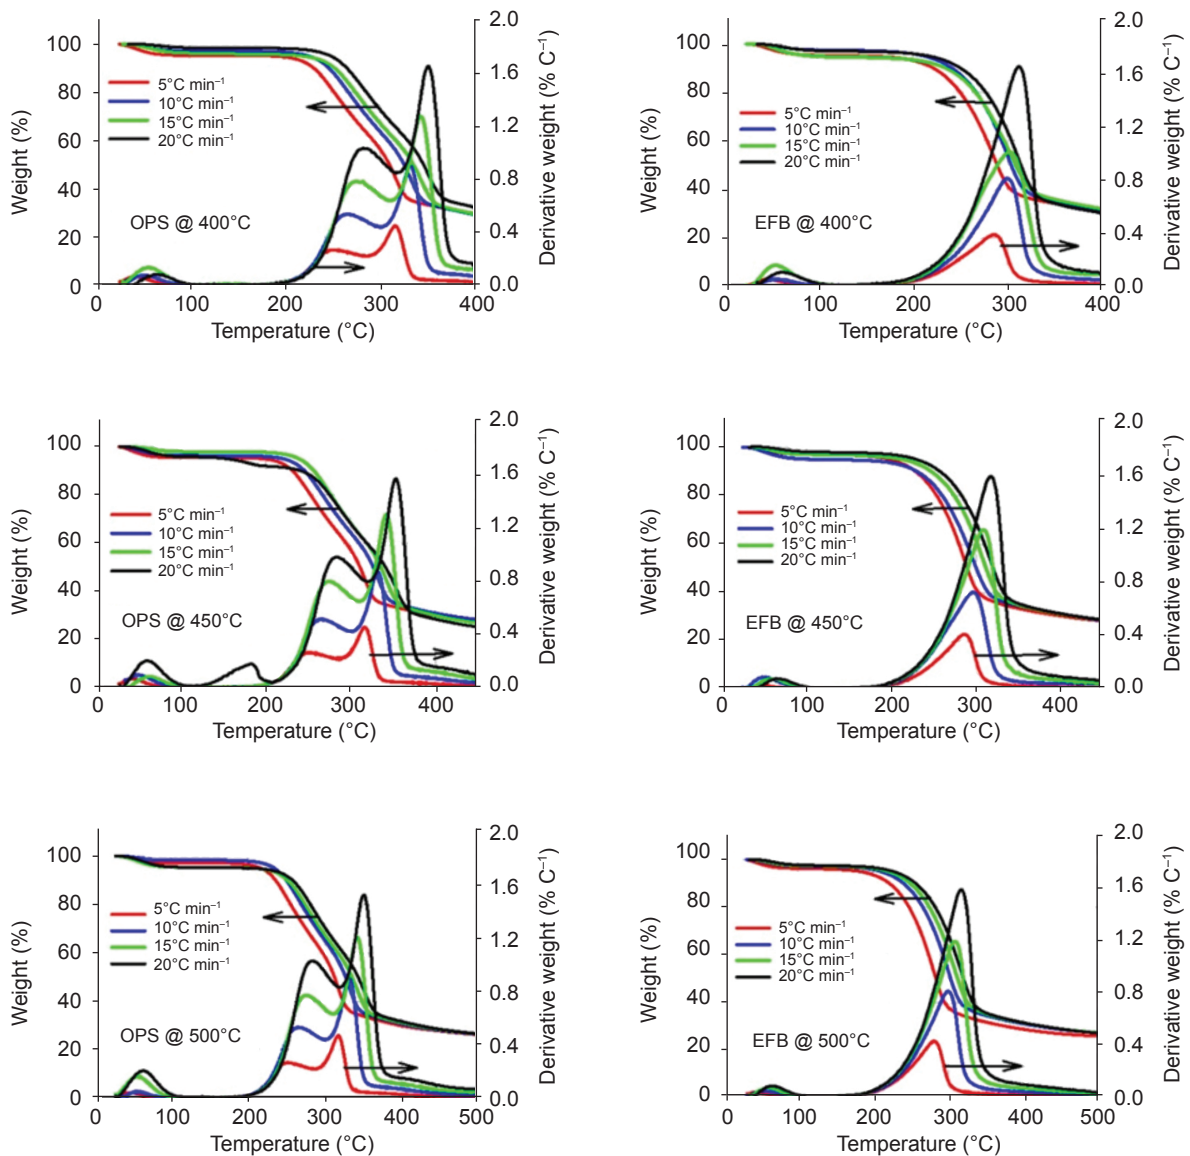 Weight (%)
100
80
60
40
20
0
5°C min⁻¹
10°C min⁻¹
15°C min⁻¹
20°C min⁻¹
OPS @ 400°C
0 100 200 300 400
Temperature (°C)
2.0
1.6
1.2
0.8
0.4
0.0
Derivative weight (% C⁻¹)
Weight (%)
100
80
60
40
20
0
5°C min⁻¹
10°C min⁻¹
15°C min⁻¹
20°C min⁻¹
EFB @ 400°C
0 100 200 300 400
Temperature (°C)
2.0
1.6
1.2
0.8
0.4
0.0
Derivative weight (% C⁻¹)
Weight (%)
100
80
60
40
20
0
5°C min⁻¹
10°C min⁻¹
15°C min⁻¹
20°C min⁻¹
OPS @ 450°C
0 100 200 300 400
Temperature (°C)
2.0
1.6
1.2
0.8
0.4
0.0
Derivative weight (% C⁻¹)
Weight (%)
100
80
60
40
20
0
5°C min⁻¹
10°C min⁻¹
15°C min⁻¹
20°C min⁻¹
EFB @ 450°C
0 100 200 300 400
Temperature (°C)
2.0
1.6
1.2
0.8
0.4
0.0
Derivative weight (% C⁻¹)
Weight (%)
100
80
60
40
20
0
5°C min⁻¹
10°C min⁻¹
15°C min⁻¹
20°C min⁻¹
OPS @ 500°C
0 100 200 300 400 500
Temperature (°C)
2.0
1.6
1.2
0.8
0.4
0.0
Derivative weight (% C⁻¹)
Weight (%)
100
80
60
40
20
0
5°C min⁻¹
10°C min⁻¹
15°C min⁻¹
20°C min⁻¹
EFB @ 500°C
0 100 200 300 400 500
Temperature (°C)
2.0
1.6
1.2
0.8
0.4
0.0
Derivative weight (% C⁻¹)